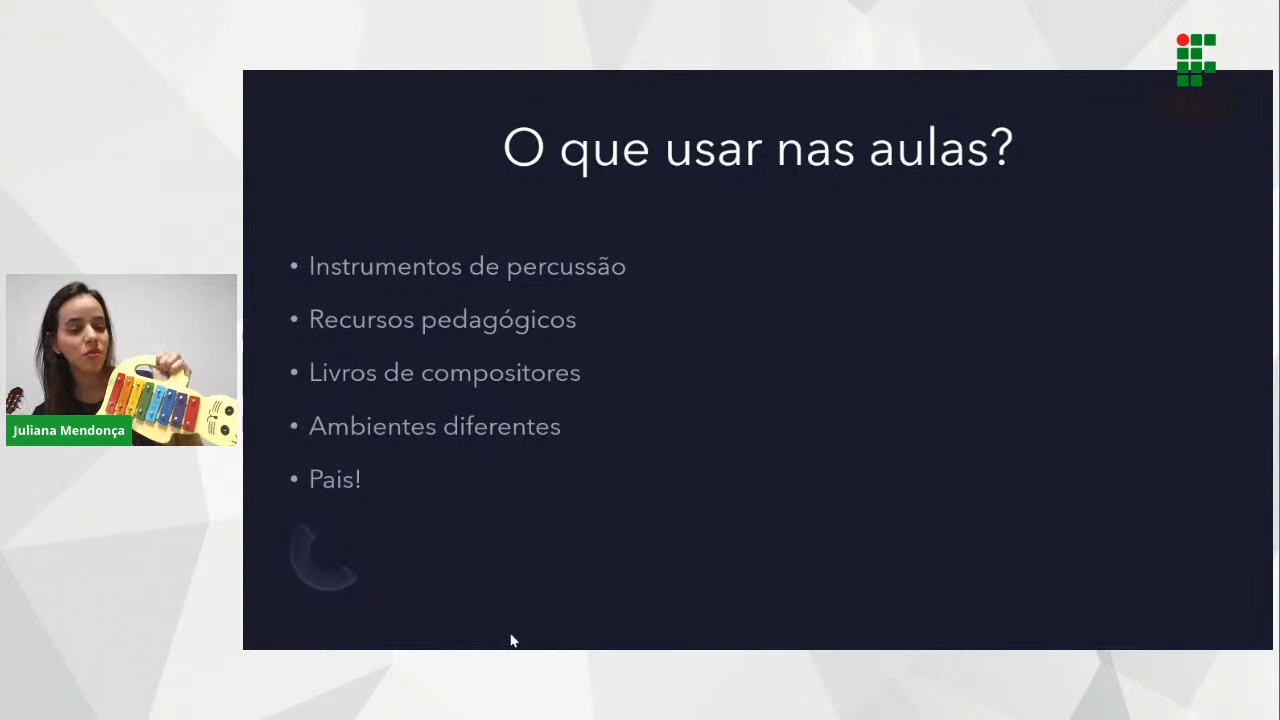 O que usar nas aulas?
• Instrumentos de percussão
• Recursos pedagógicos
• Livros de compositores
• Ambientes diferentes
• Pais!
Juliana Mendonça